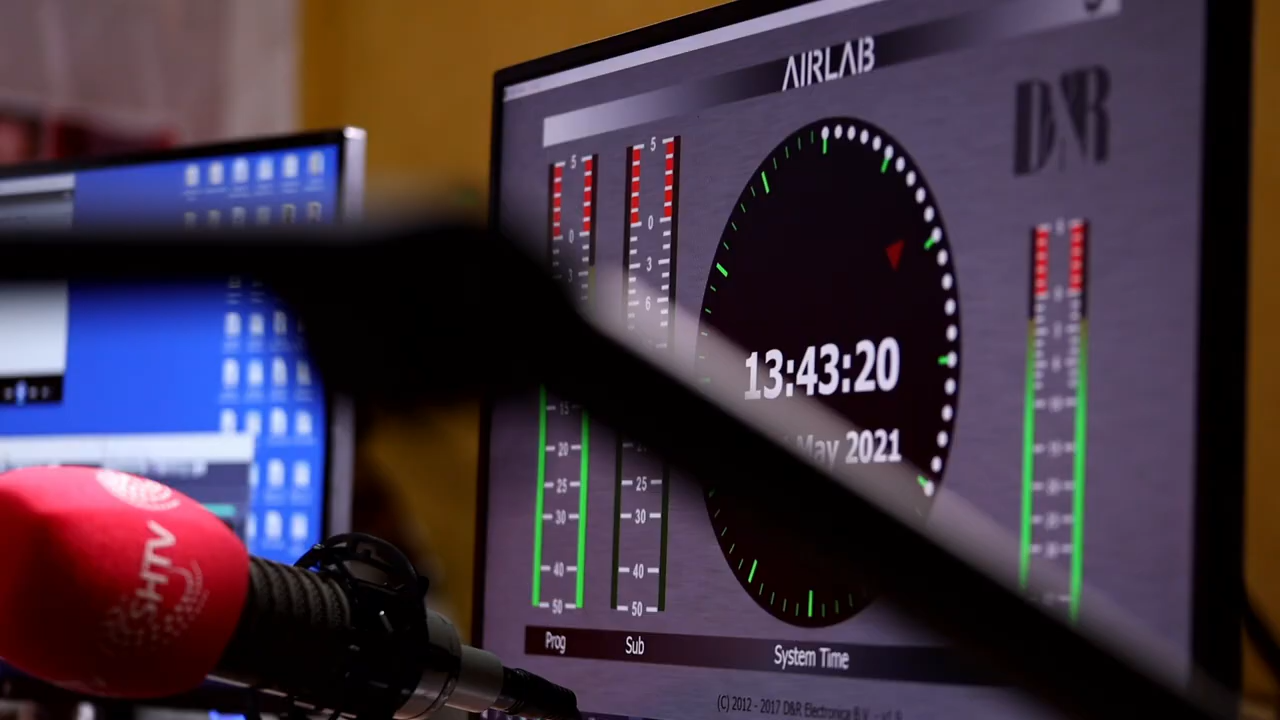 AIRLAB
D&R
5
5
0
0
3
3
6
15
20
25
25
30
30
40
40
50
50
13:43:20
May 2021
Prog
Sub
System Time
(C) 2012 - 2017 D&R Electronica B.V.
SHTV